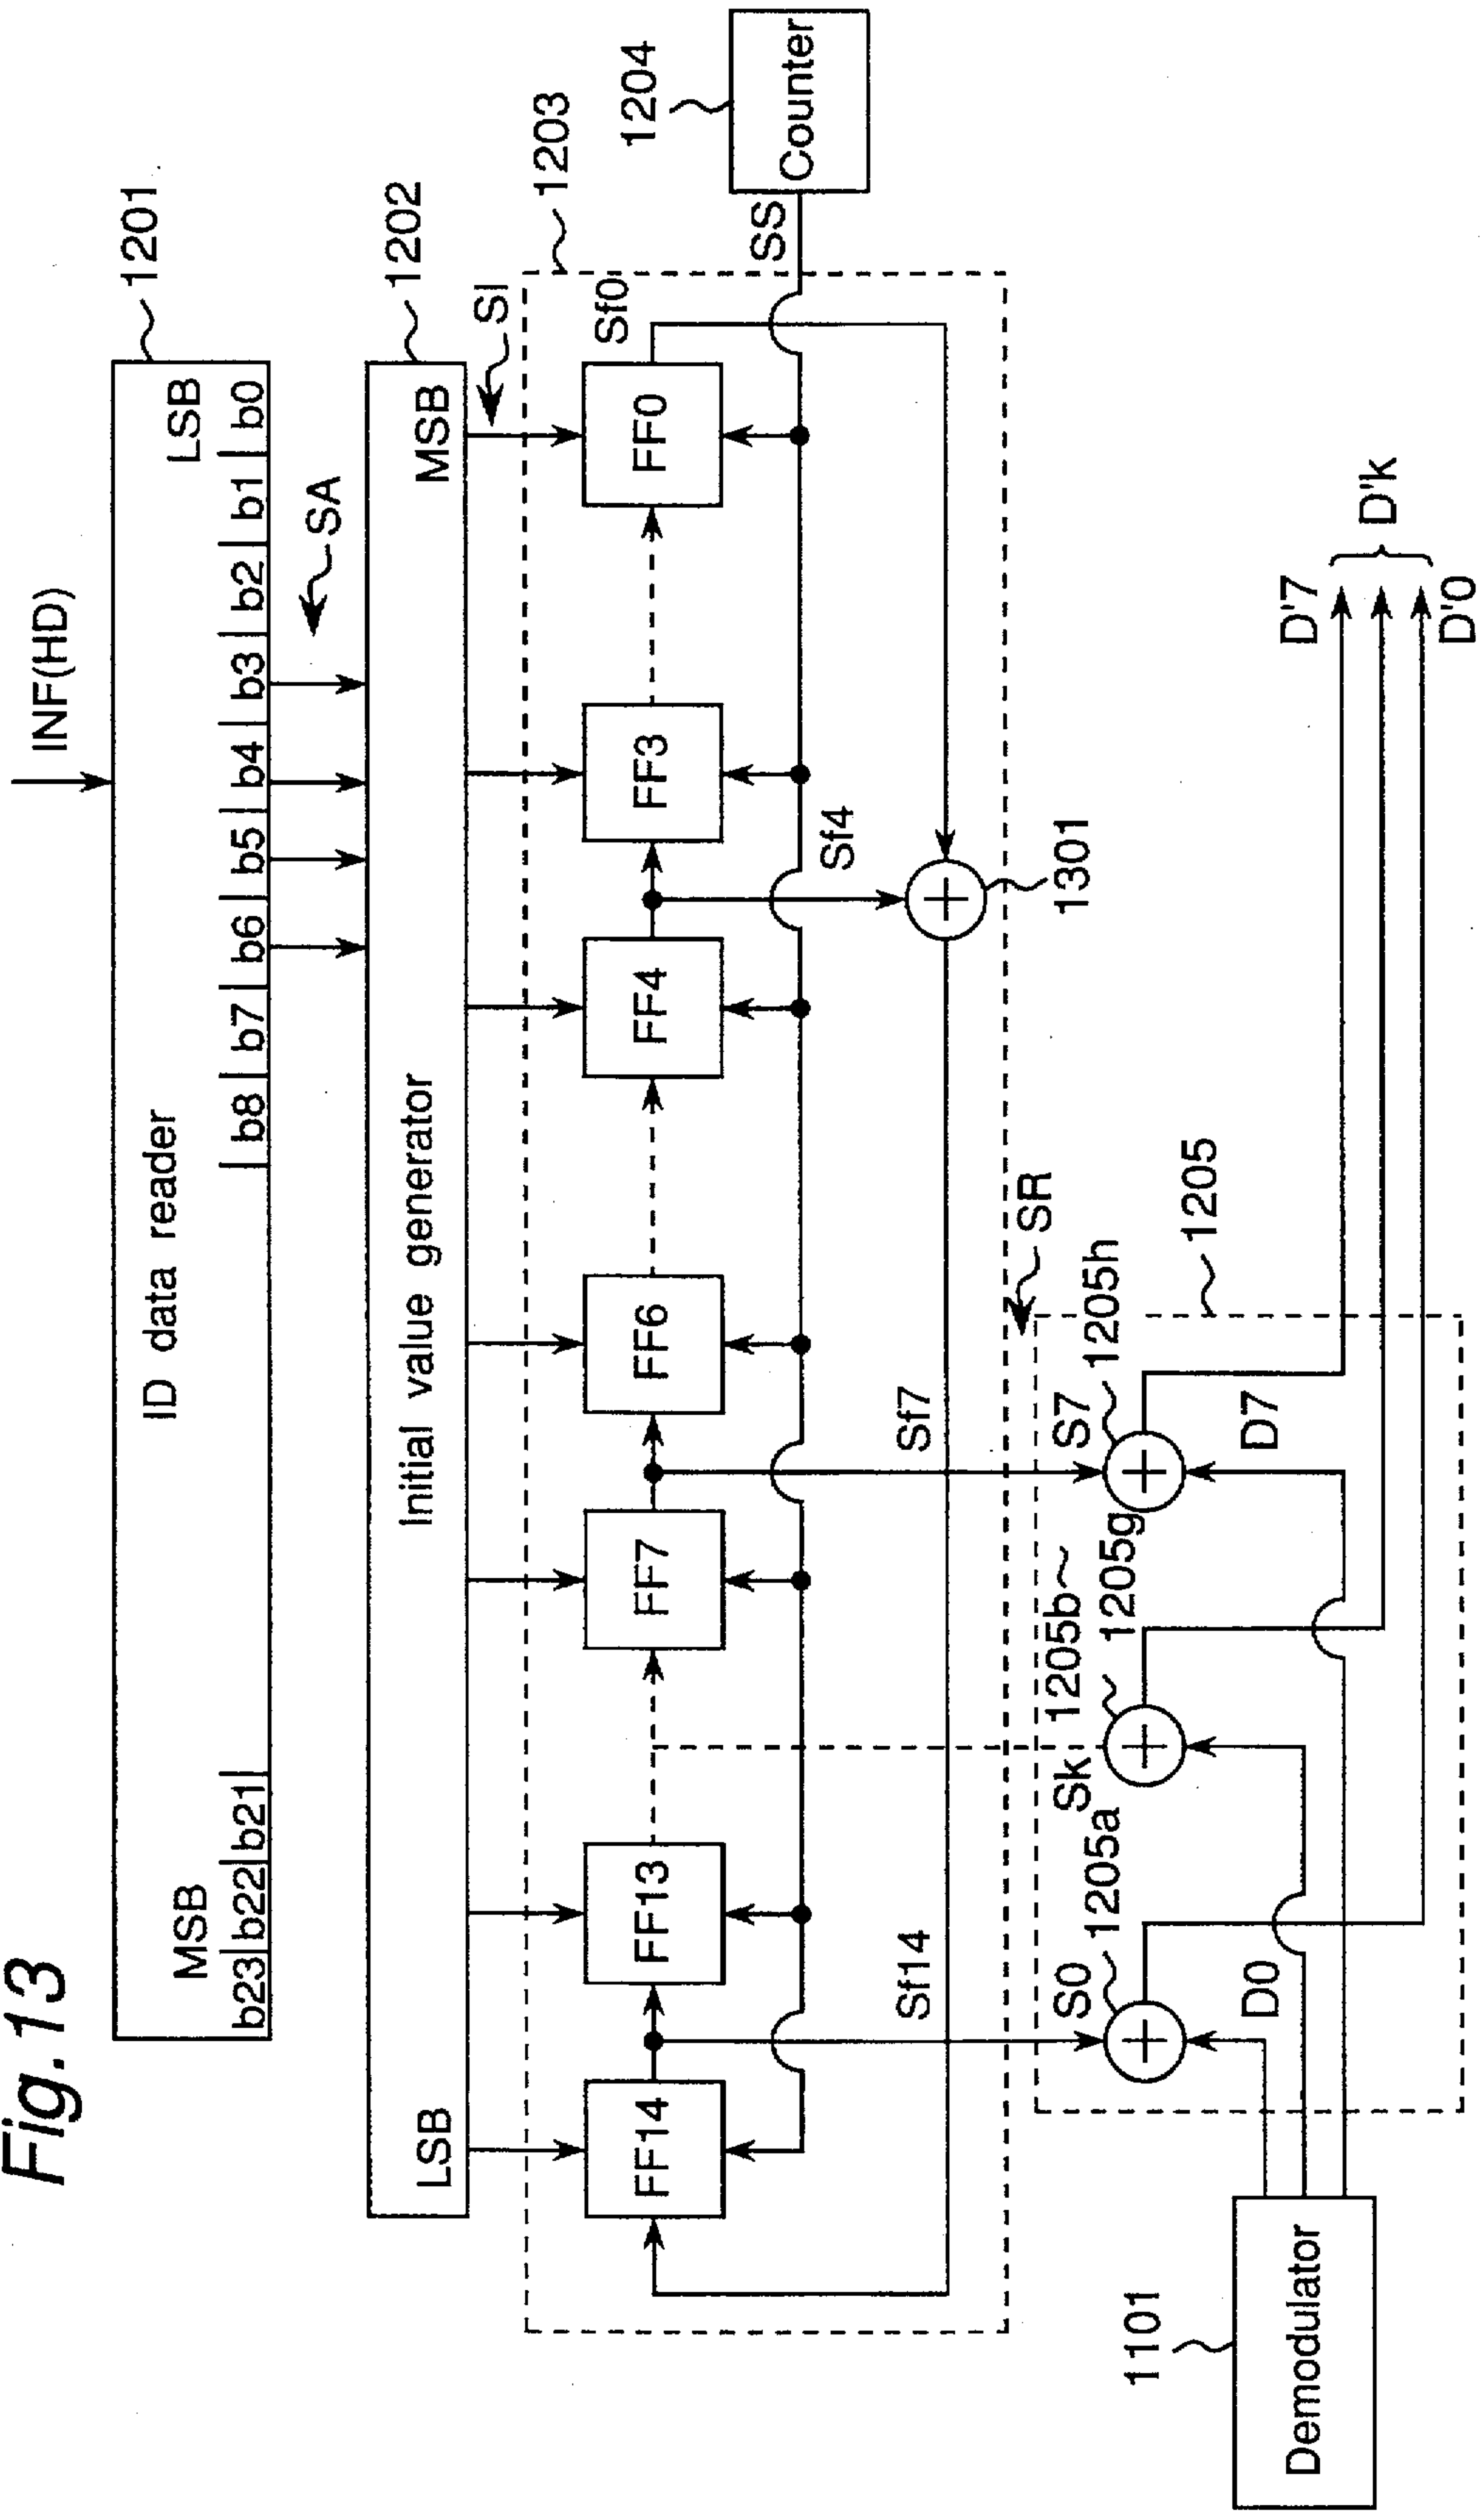 Fig.13
INF(HD)
1201
ID data reader
MSB LSB
b23 b22 b21 b8 b7 b6 b5 b4 b3 b2 b1 b0
SA
1202
Initial value generator
LSB MSB
SI
1203
FF14 FF13 FF7 FF6 FF4 FF3 FF0
Sf0
1204
SS
Counter
Sf14 Sf7 Sf4
1301
SR
S0 1205a Sk 1205b~1205g S7 1205h
1205
D0 D7
1101
Demodulator
D'7
D'k
D'0